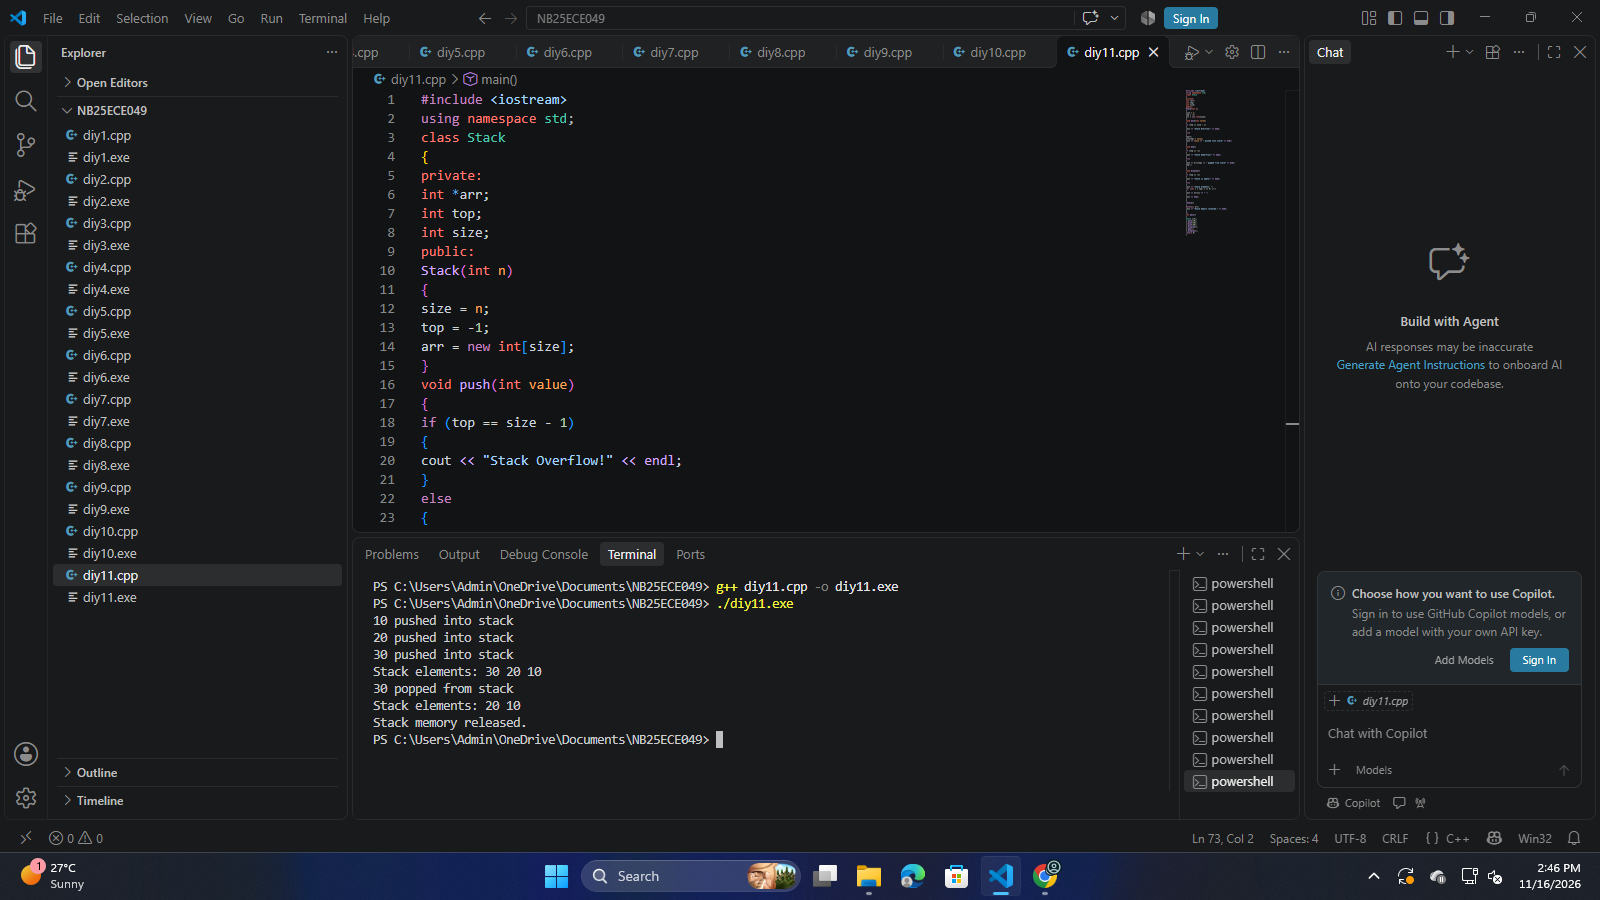 File Edit Selection View Go Run Terminal Help
NB25ECE049
Sign In
Explorer
Open Editors
NB25ECE049
diy1.cpp
diy1.exe
diy2.cpp
diy2.exe
diy3.cpp
diy3.exe
diy4.cpp
diy4.exe
diy5.cpp
diy5.exe
diy6.cpp
diy6.exe
diy7.cpp
diy7.exe
diy8.cpp
diy8.exe
diy9.cpp
diy9.exe
diy10.cpp
diy10.exe
diy11.cpp
diy11.exe
Outline
Timeline
.cpp diy5.cpp diy6.cpp diy7.cpp diy8.cpp diy9.cpp diy10.cpp diy11.cpp
diy11.cpp > main()
1 #include <iostream>
2 using namespace std;
3 class Stack
4 {
5 private:
6 int *arr;
7 int top;
8 int size;
9 public:
10 Stack(int n)
11 {
12 size = n;
13 top = -1;
14 arr = new int[size];
15 }
16 void push(int value)
17 {
18 if (top == size - 1)
19 {
20 cout << "Stack Overflow!" << endl;
21 }
22 else
23 {
Problems Output Debug Console Terminal Ports
PS C:\Users\Admin\OneDrive\Documents\NB25ECE049> g++ diy11.cpp -o diy11.exe
PS C:\Users\Admin\OneDrive\Documents\NB25ECE049> ./diy11.exe
10 pushed into stack
20 pushed into stack
30 pushed into stack
Stack elements: 30 20 10
30 popped from stack
Stack elements: 20 10
Stack memory released.
PS C:\Users\Admin\OneDrive\Documents\NB25ECE049>
powershell
powershell
powershell
powershell
powershell
powershell
powershell
powershell
powershell
powershell
Chat
Build with Agent
AI responses may be inaccurate
Generate Agent Instructions to onboard AI
onto your codebase.
Choose how you want to use Copilot.
Sign in to use GitHub Copilot models, or
add a model with your own API key.
Add Models Sign In
diy11.cpp
Chat with Copilot
Models
Copilot
0 0
Ln 73, Col 2 Spaces: 4 UTF-8 CRLF {} C++ Win32
1
27°C
Sunny
Search
2:46 PM
11/16/2026